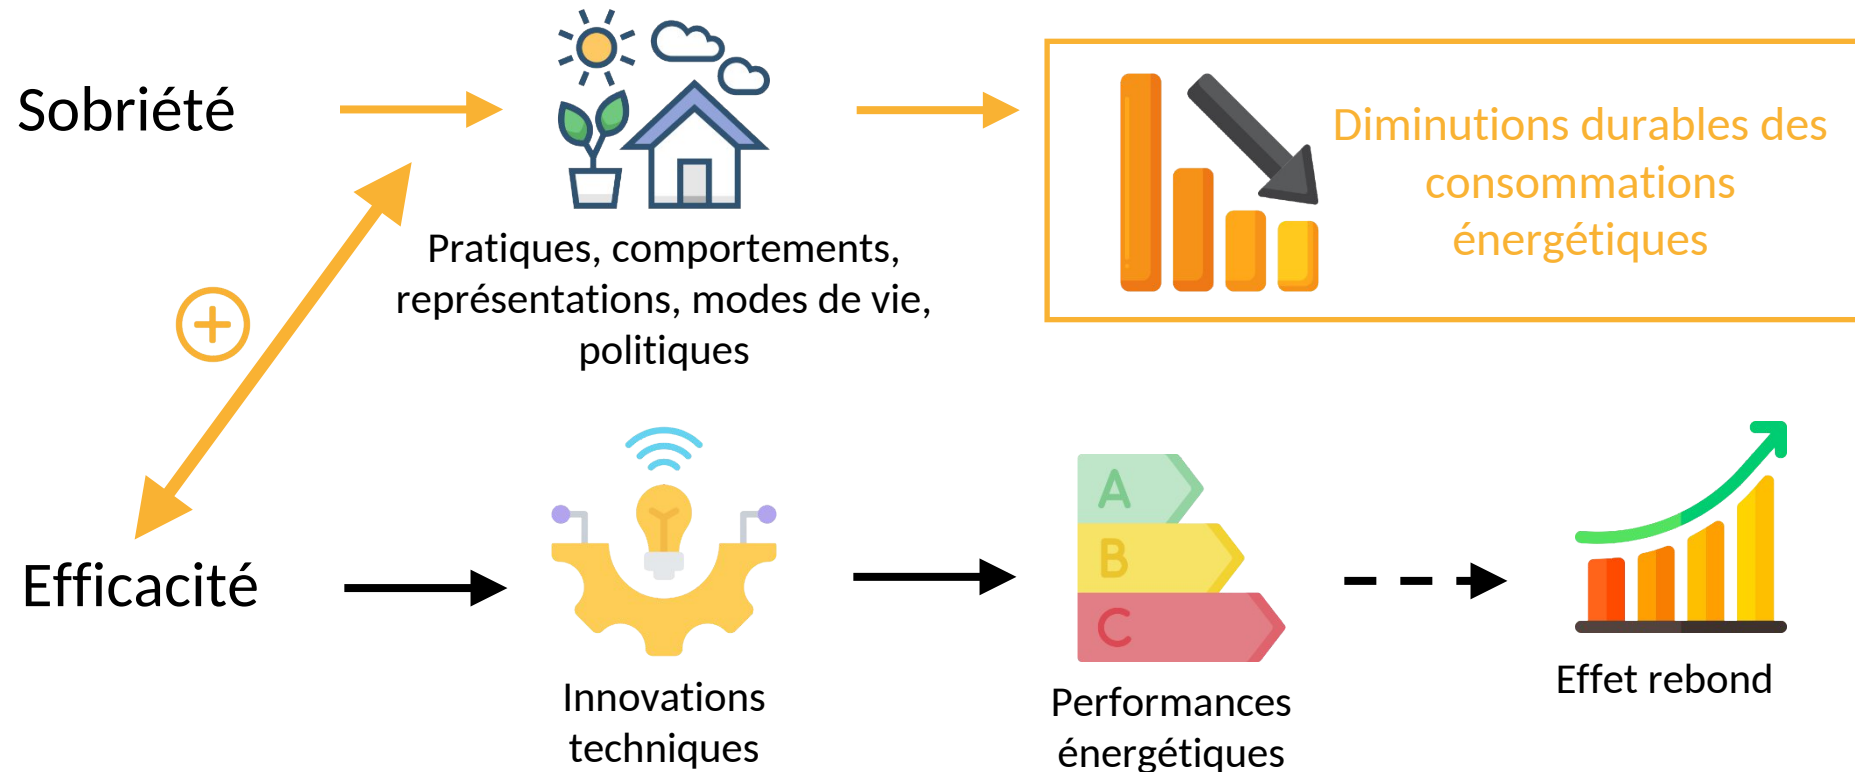 Sobriété
Diminutions durables des
consommations
énergétiques
Pratiques, comportements,
représentations, modes de vie,
politiques
Efficacité
A
B
C
Innovations
techniques
Performances
énergétiques
Effet rebond